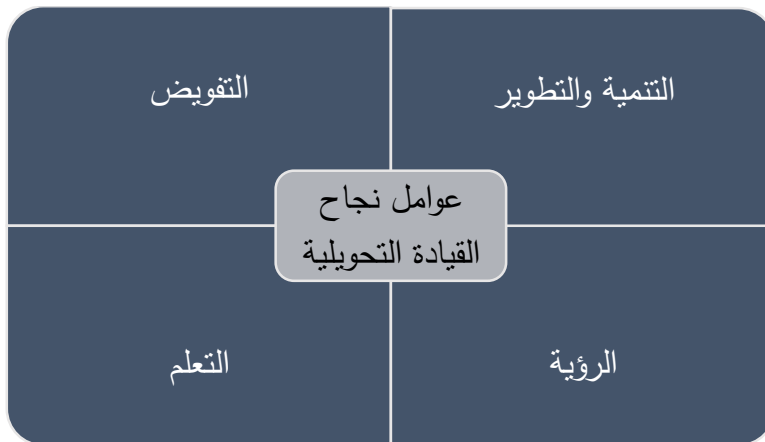 التنمية والتطوير
التفويض
عوامل نجاح
القيادة التحويلية
الرؤية
التعلم